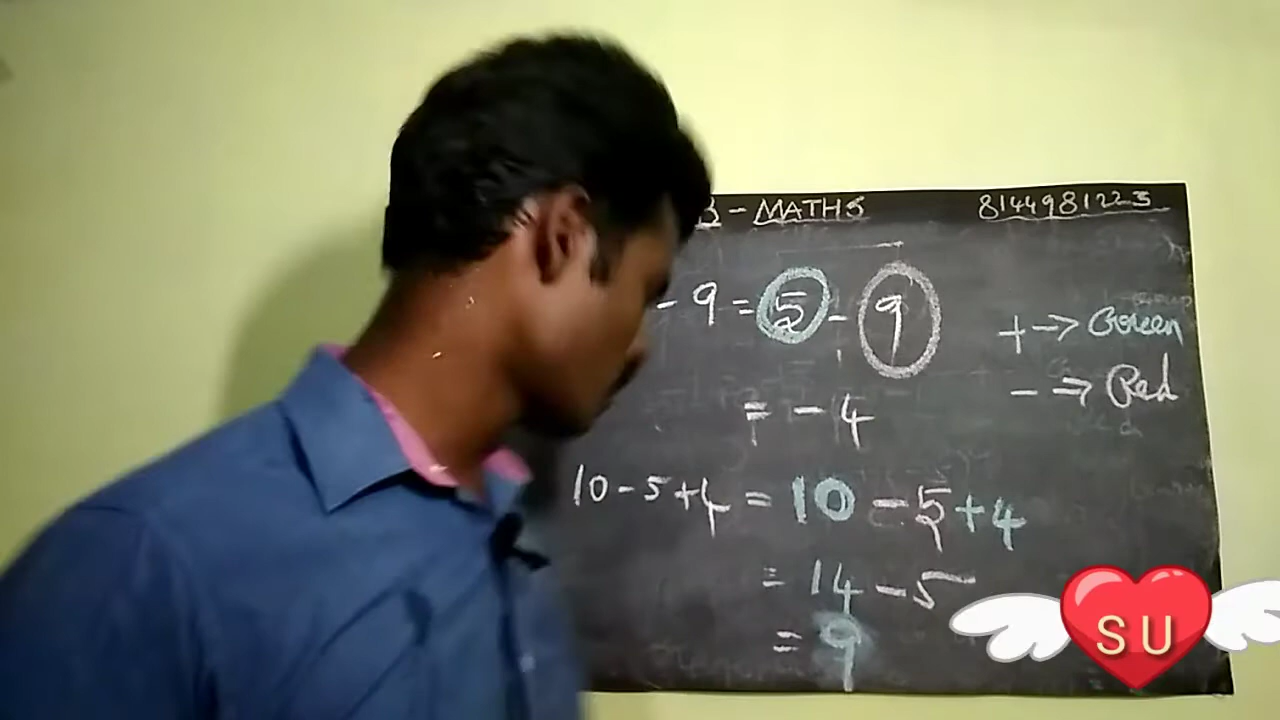 B - MATHS 8144981223
- 9 = 5 - 9
+ -> Green
= - 4
- => Red
10 - 5 + 4 = 10 - 5 + 4
= 14 - 5
= 9
SU